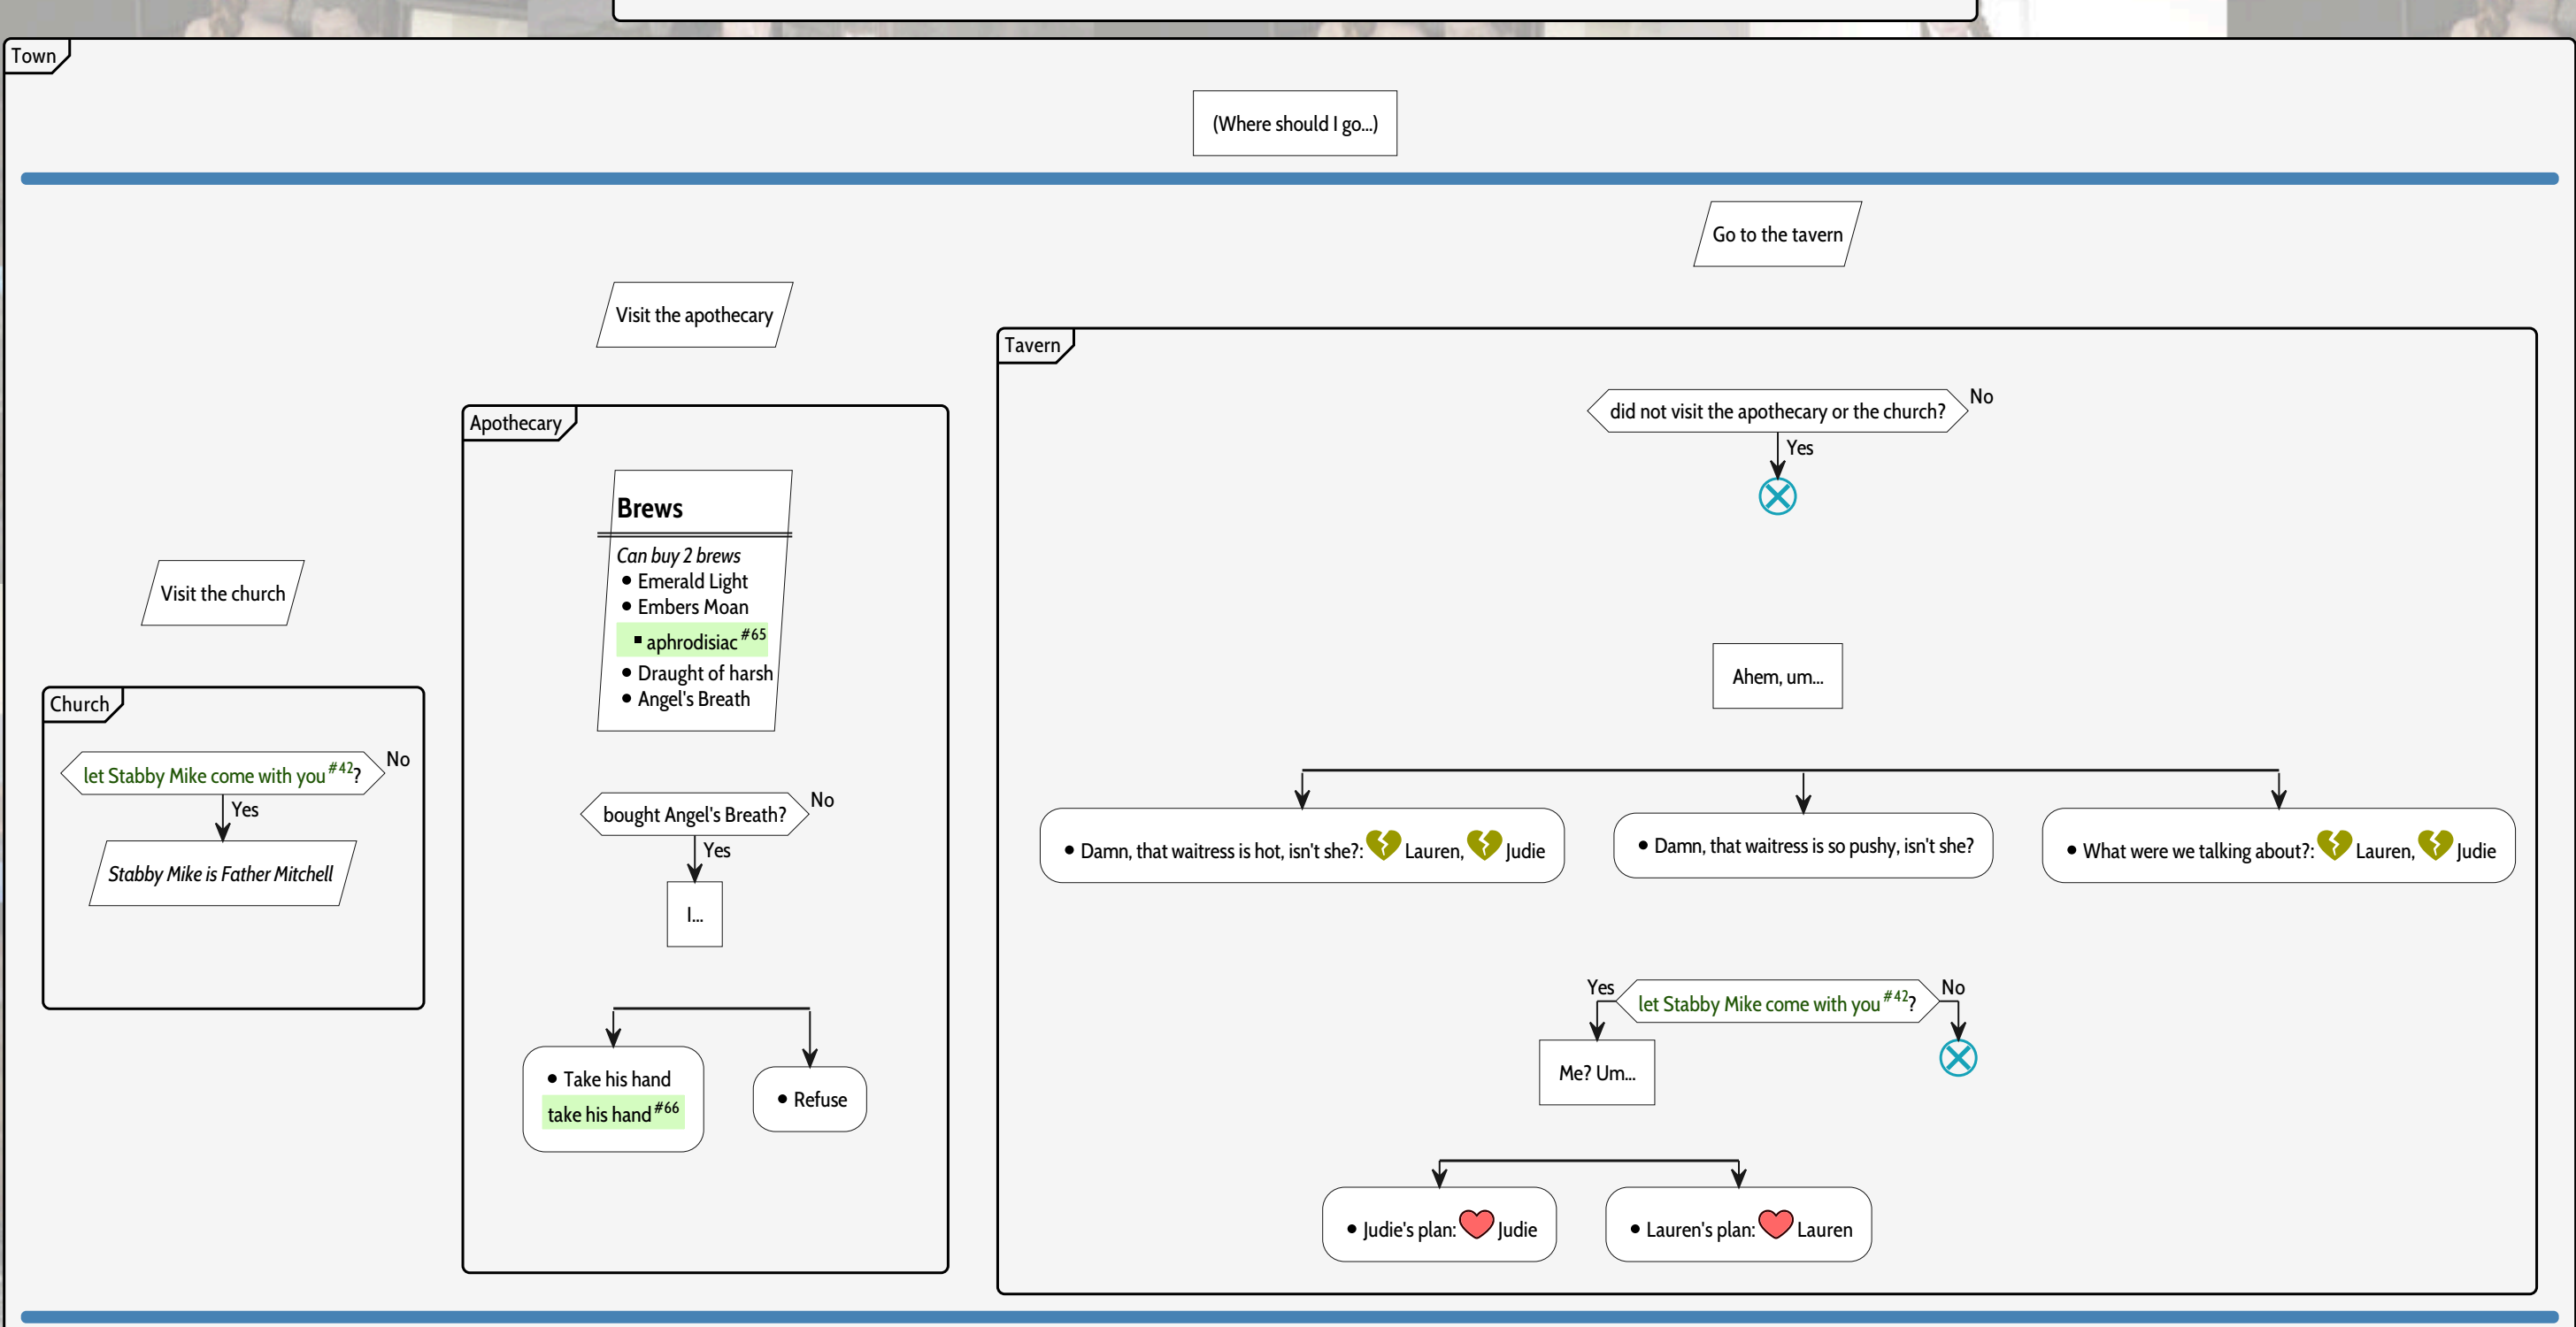 Town
(Where should I go...)
Visit the church
Church
let Stabby Mike come with you #42?
No
Yes
Stabby Mike is Father Mitchell
Visit the apothecary
Apothecary
Brews
Can buy 2 brews
Emerald Light
Embers Moan
aphrodisiac #65
Draught of harsh
Angel's Breath
bought Angel's Breath?
No
Yes
I...
Take his hand
take his hand #66
Refuse
Go to the tavern
Tavern
did not visit the apothecary or the church?
No
Yes
Ahem, um...
Damn, that waitress is hot, isn't she?: Lauren, Judie
Damn, that waitress is so pushy, isn't she?
What were we talking about?: Lauren, Judie
Yes
let Stabby Mike come with you #42?
No
Me? Um...
Judie's plan: Judie
Lauren's plan: Lauren